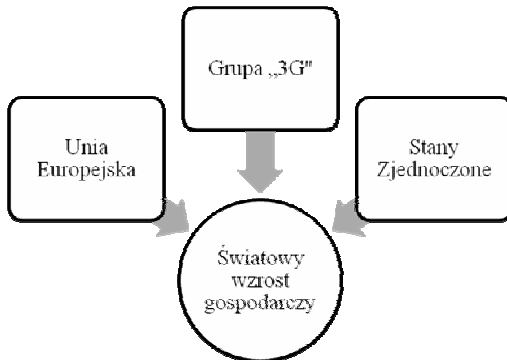 Grupa „3G"
Unia
Europejska
Stany
Zjednoczone
Światowy
wzrost
gospodarczy